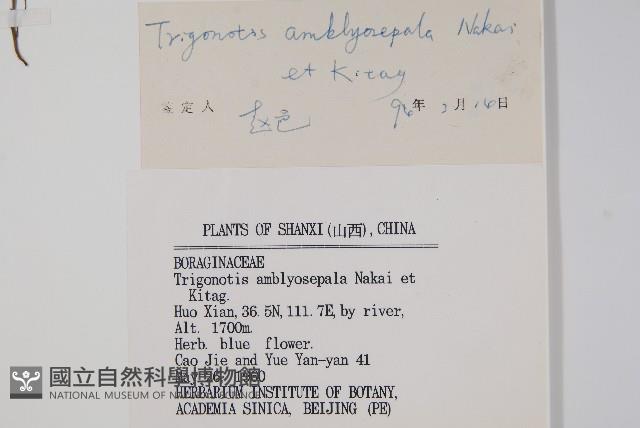 Trigonotis amblyosepala Nakai
et Kitag
鉴定人 赵 96年 月16日
PLANTS OF SHANXI(山西), CHINA
BORAGINACEAE
Trigonotis amblyosepala Nakai et
Kitag.
Huo Xian, 36.5N, 111.7E, by river,
Alt. 1700m.
Herb. blue flower.
Cao Jie and Yue Yan-yan 41
HERBARIUM INSTITUTE OF BOTANY,
ACADEMIA SINICA, BEIJING (PE)
國立自然科學博物館
NATIONAL MUSEUM OF NATURAL SCIENCE